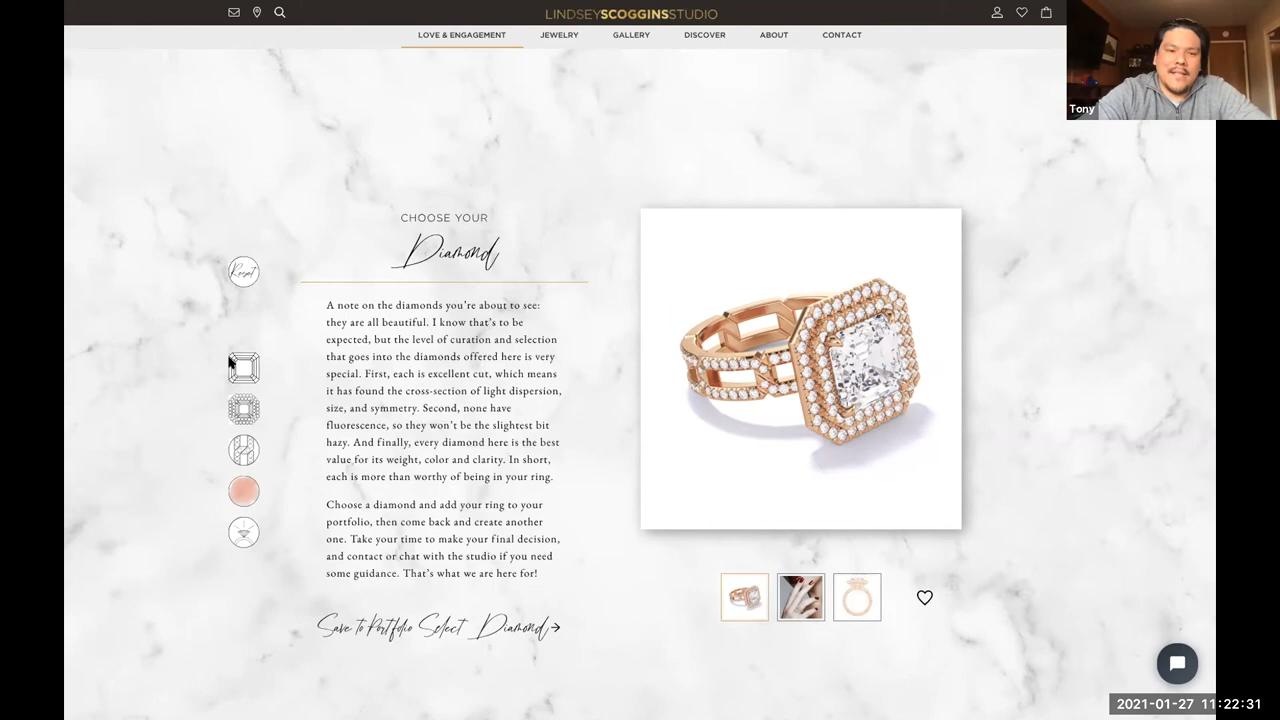 LINDSEYSCOGGINSSTUDIO
LOVE & ENGAGEMENT JEWELRY GALLERY DISCOVER ABOUT CONTACT
Tony
CHOOSE YOUR
Diamond
Reset
A note on the diamonds you're about to see:
they are all beautiful. I know that's to be
expected, but the level of curation and selection
that goes into the diamonds offered here is very
special. First, each is excellent cut, which means
it has found the cross-section of light dispersion,
size, and symmetry. Second, none have
fluorescence, so they won't be the slightest bit
hazy. And finally, every diamond here is the best
value for its weight, color and clarity. In short,
each is more than worthy of being in your ring.
Choose a diamond and add your ring to your
portfolio, then come back and create another
one. Take your time to make your final decision,
and contact or chat with the studio if you need
some guidance. That's what we are here for!
Save to Portfolio Select Diamond→
2021-01-27 11:22:31